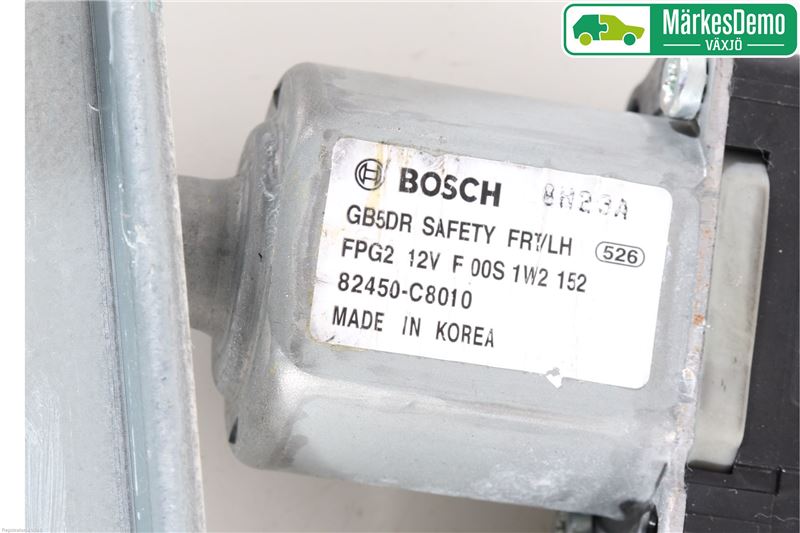 MärkesDemo
VÄXJÖ
BOSCH 8N23A
GB5DR SAFETY FRT/LH
526
FPG2 12V F 00S 1W2 152
82450-C8010
MADE IN KOREA